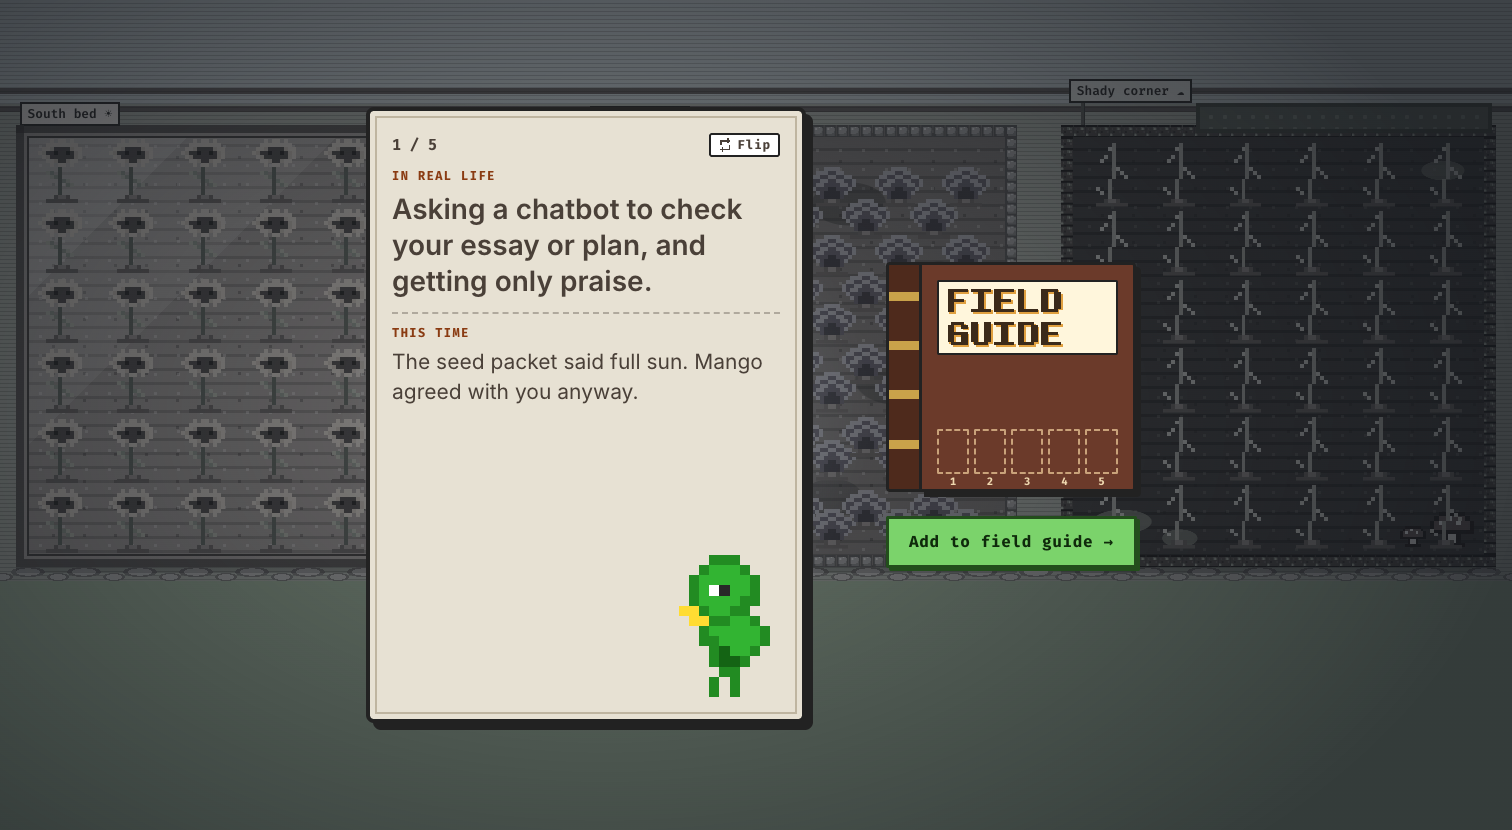 South bed ☀
Shady corner ☁
1 / 5
Flip
IN REAL LIFE
Asking a chatbot to check
your essay or plan, and
getting only praise.
THIS TIME
The seed packet said full sun. Mango
agreed with you anyway.
FIELD
GUIDE
1 2 3 4 5
Add to field guide →